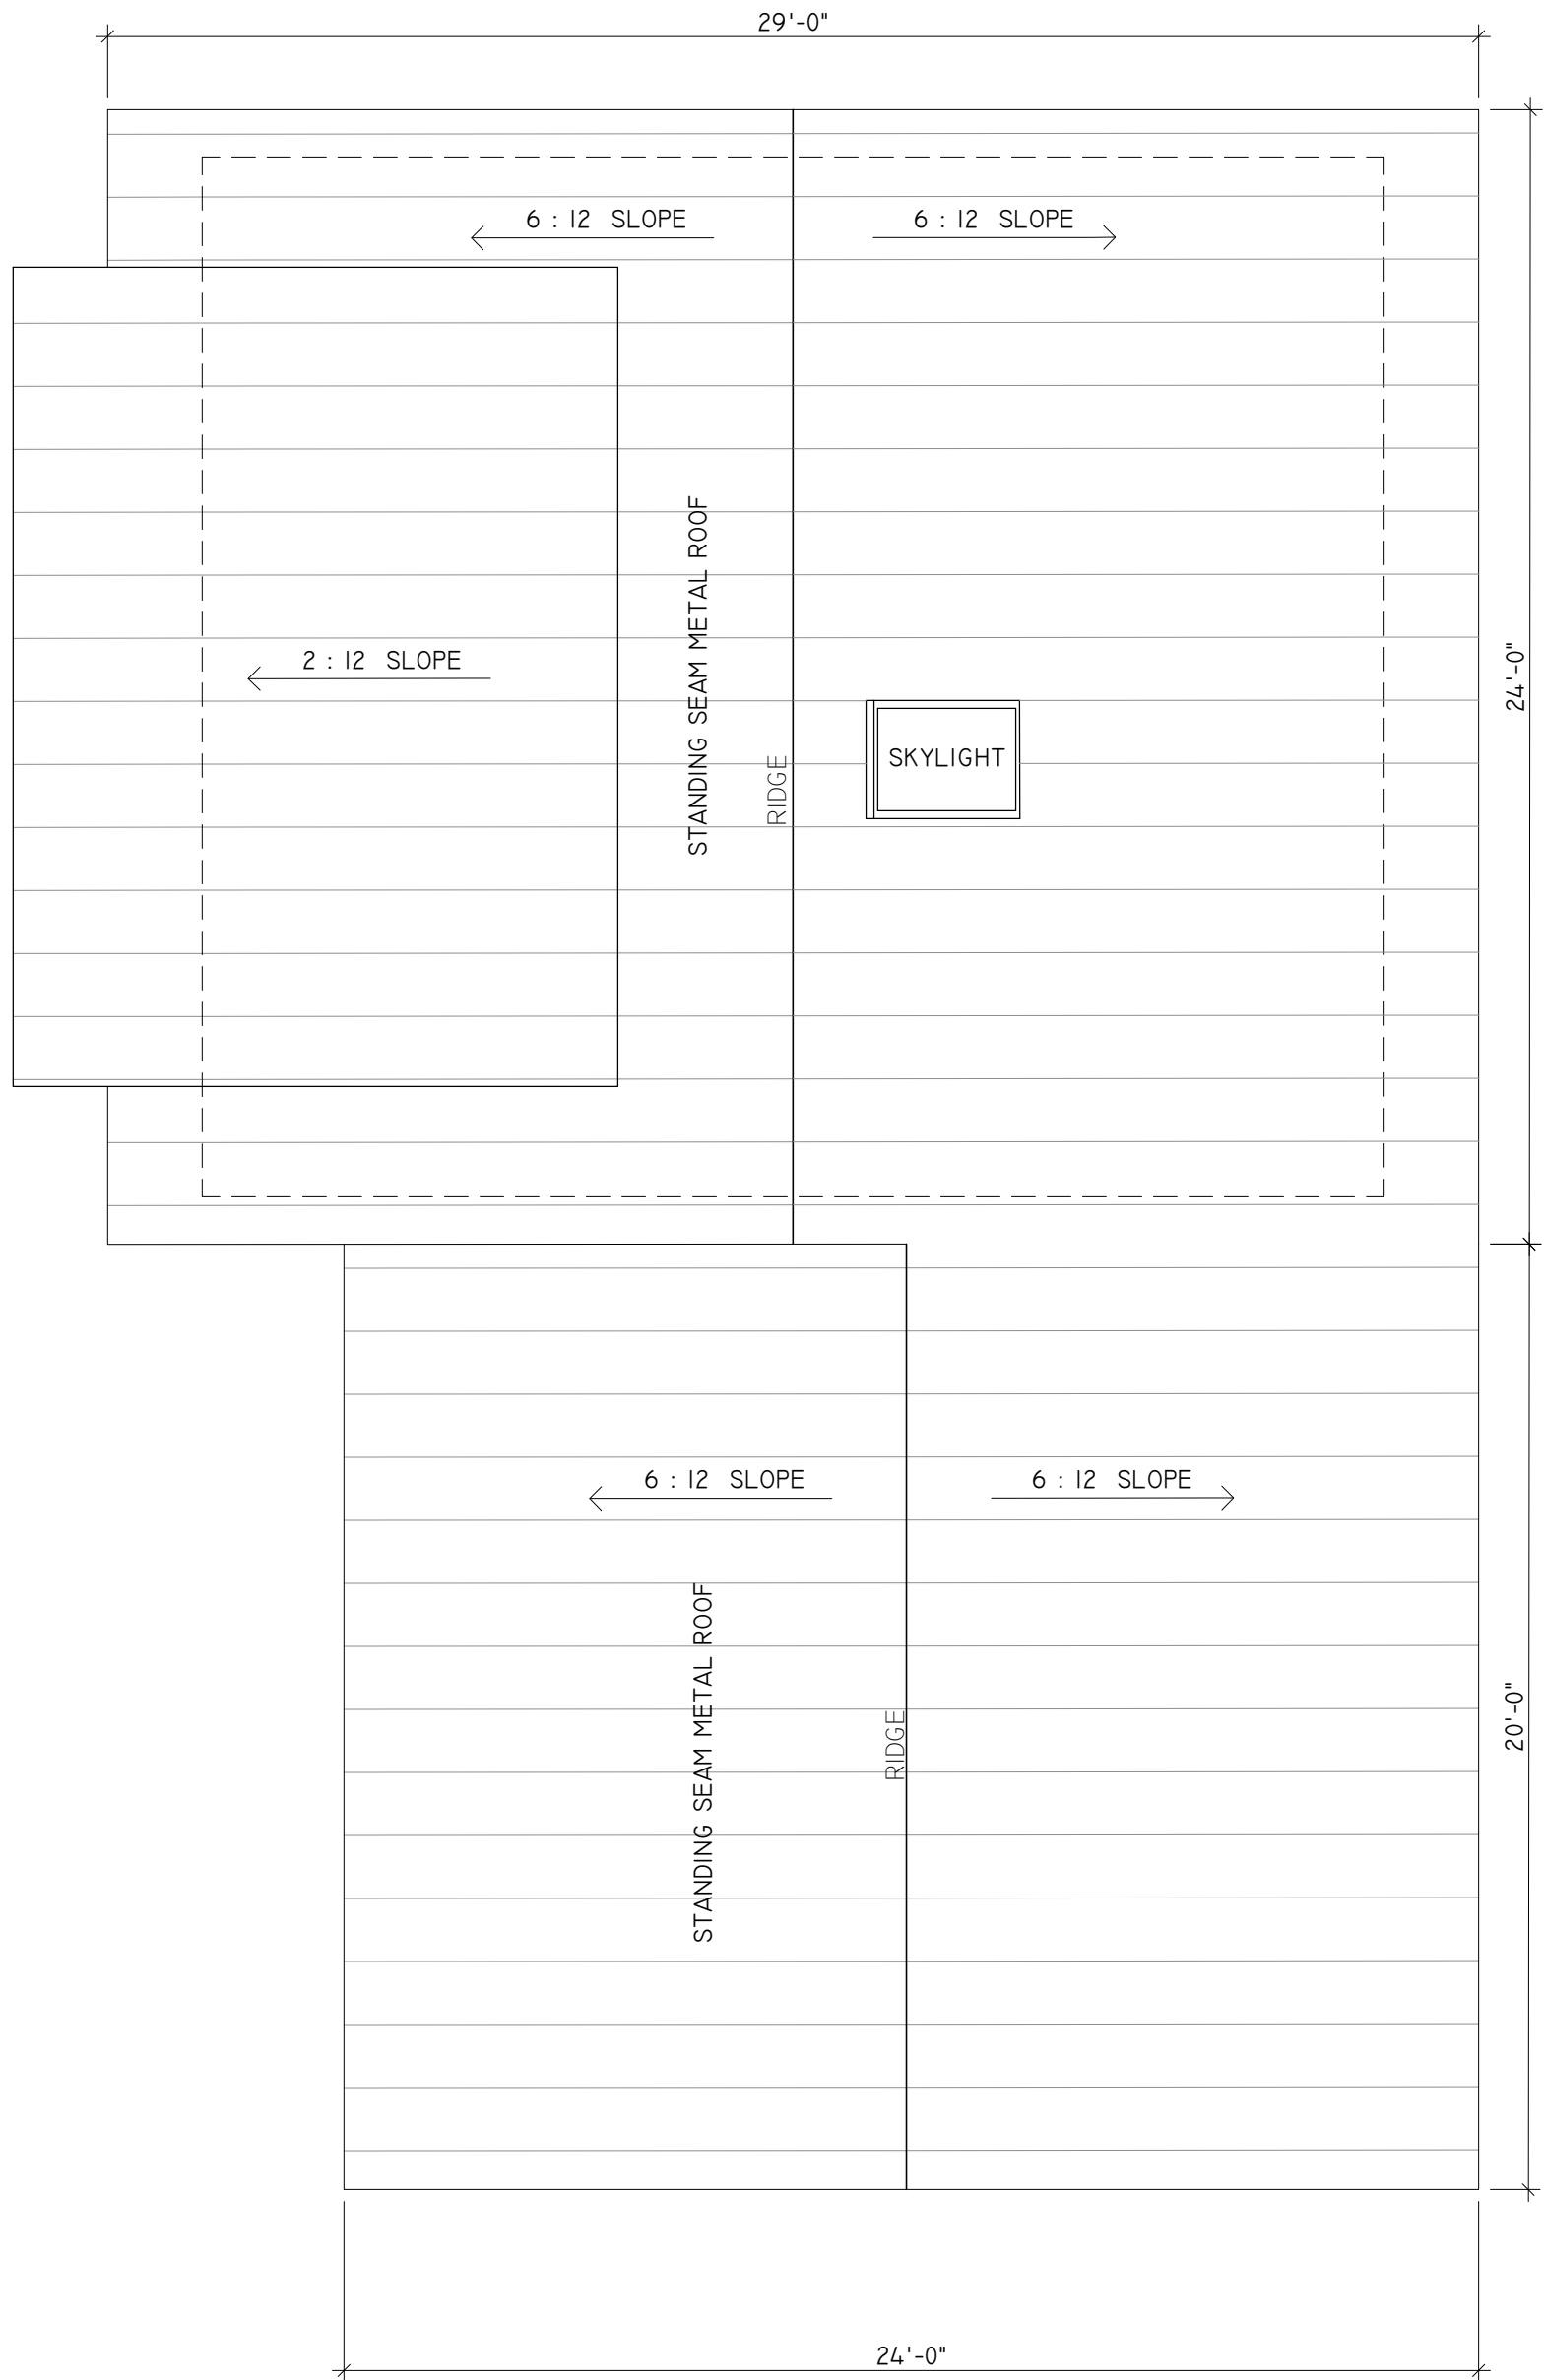 29'-0"
6 : 12 SLOPE
6 : 12 SLOPE
STANDING SEAM METAL ROOF
24'-0"
2 : 12 SLOPE
RIDGE
SKYLIGHT
6 : 12 SLOPE
6 : 12 SLOPE
STANDING SEAM METAL ROOF
RIDGE
20'-0"
24'-0"